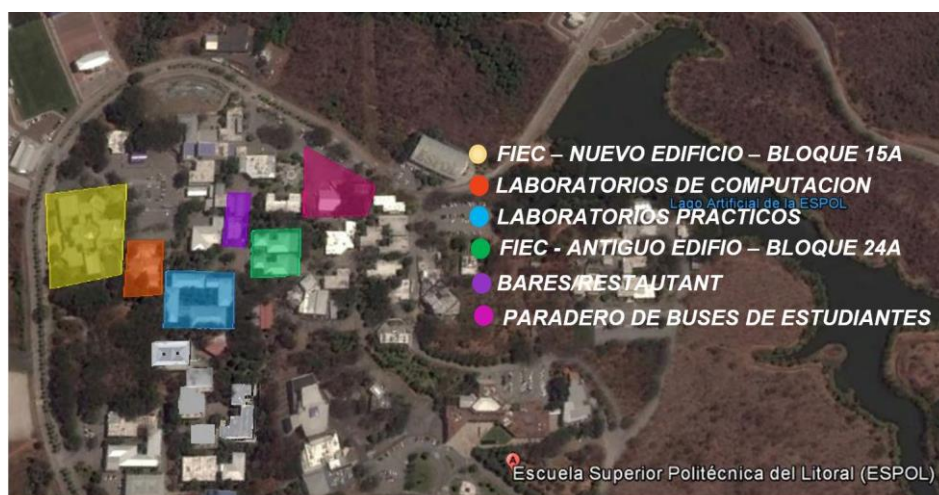 FIEC – NUEVO EDIFICIO – BLOQUE 15A
LABORATORIOS DE COMPUTACION
Lago Artificial de la ESPOL
LABORATORIOS PRACTICOS
FIEC - ANTIGUO EDIFIO – BLOQUE 24A
BARES/RESTAUTANT
PARADERO DE BUSES DE ESTUDIANTES
A
Escuela Superior Politécnica del Litoral (ESPOL)